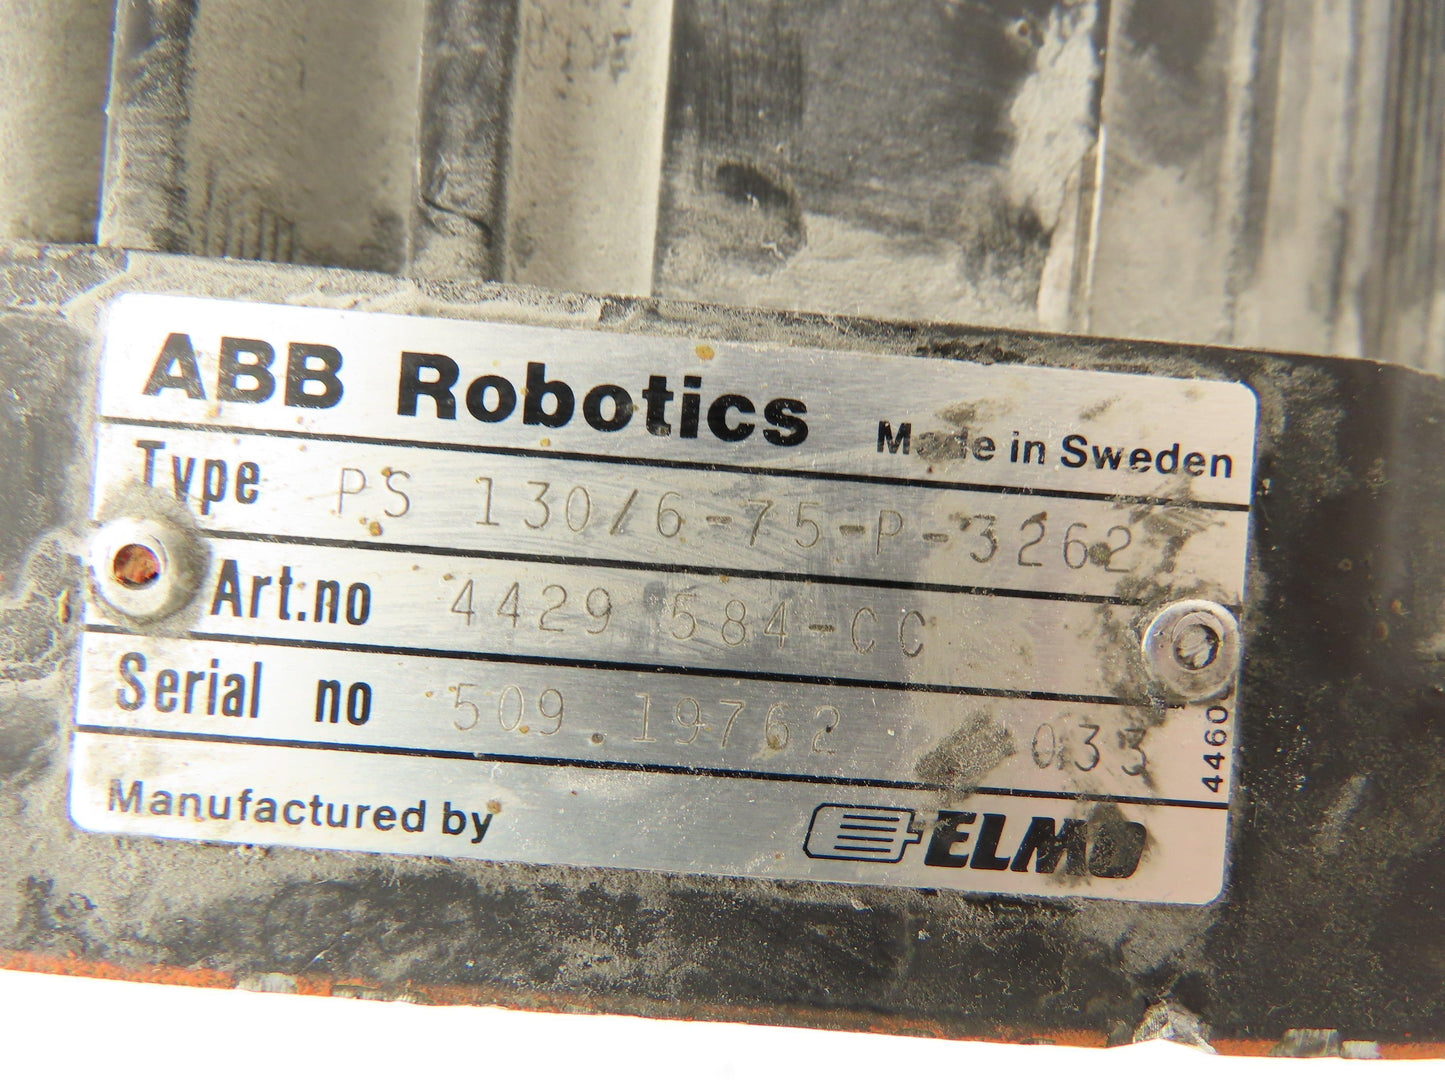 ABB Robotics Made in Sweden
Type PS 130/6-75-P-3262
Art.no 4429 584-CC
Serial no 509.19762 033
4460
Manufactured by ELMO